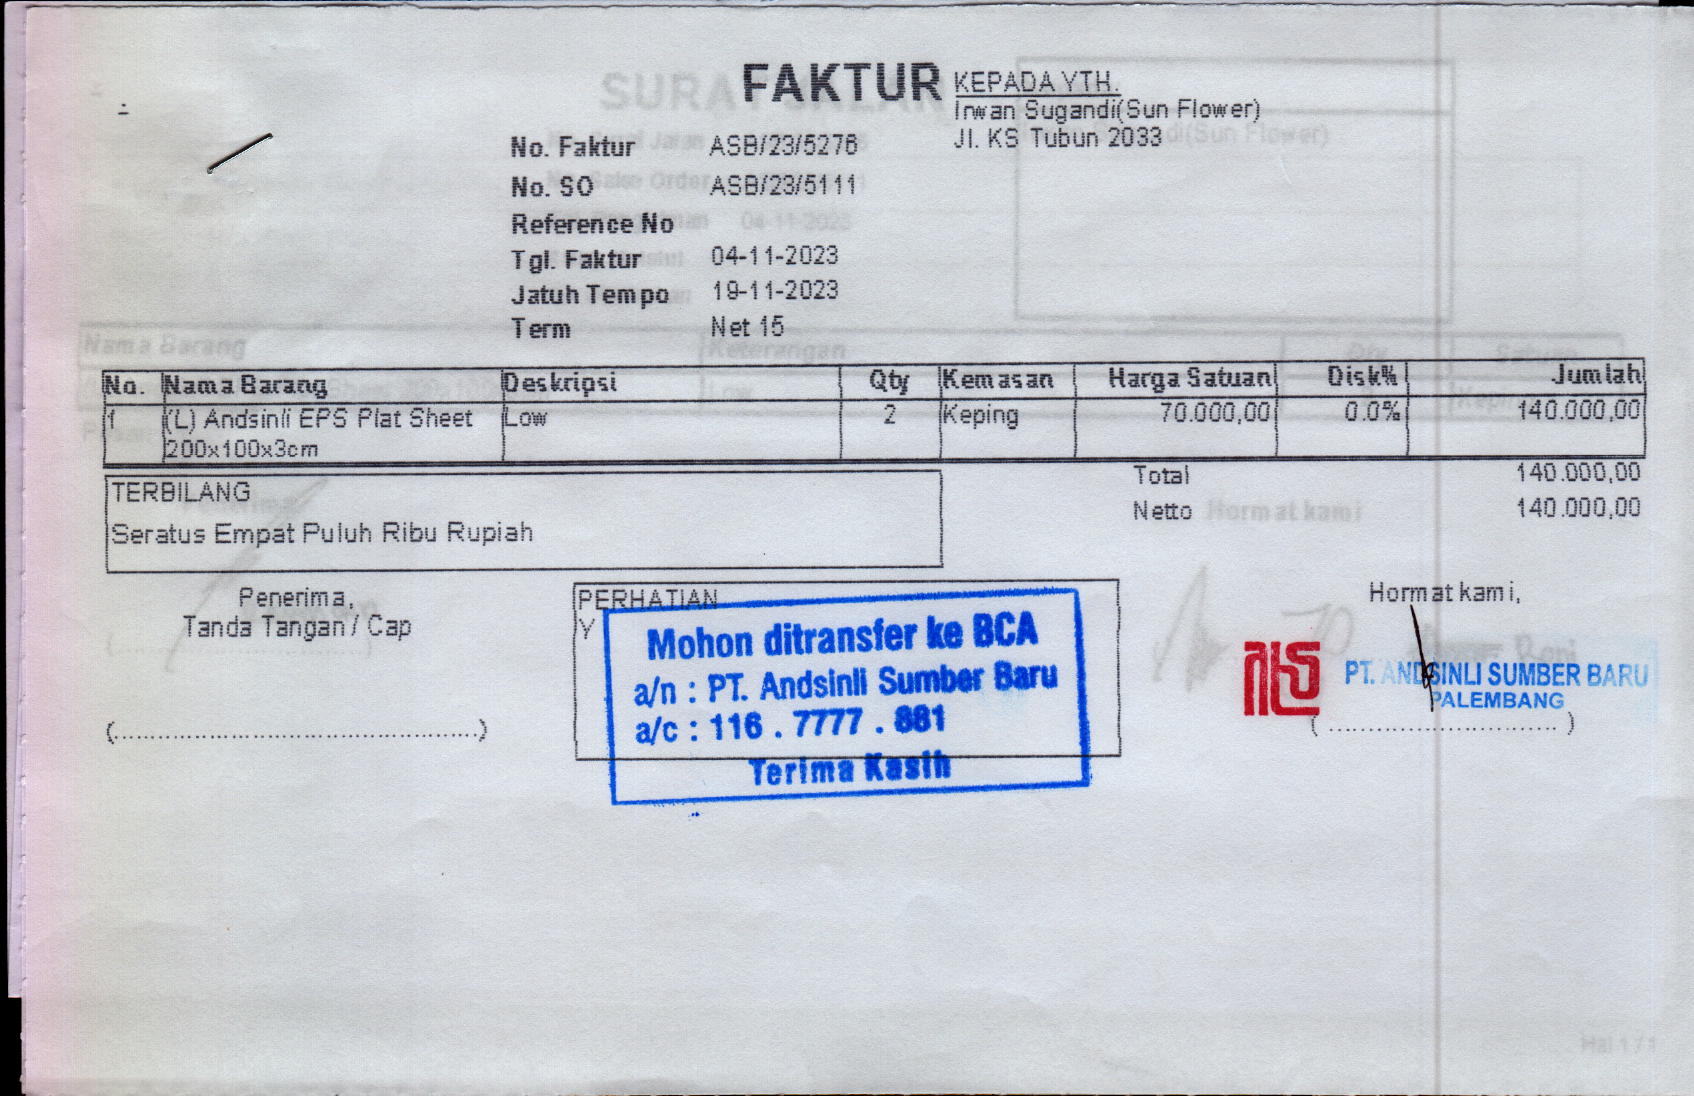 FAKTUR
KEPADA YTH.
Irwan Sugandi(Sun Flower)
Jl. KS Tubun 2033
No. Faktur ASB/23/5276
No. SO ASB/23/5111
Reference No
Tgl. Faktur 04-11-2023
Jatuh Tempo 19-11-2023
Term Net 15
No. Nama Barang Deskripsi Qty Kemasan Harga Satuan Disk% Jumlah
1 (L) Andsinli EPS Plat Sheet Low 2 Keping 70.000,00 0.0% 140.000,00
200x100x3cm
Total 140.000,00
Netto 140.000,00
TERBILANG
Seratus Empat Puluh Ribu Rupiah
Penerima,
Tanda Tangan / Cap
(..................................................)
PERHATIAN
Y
Mohon ditransfer ke BCA
a/n : PT. Andsinli Sumber Baru
a/c : 116 . 7777 . 881
Terima Kasih
Hormat kami,
PT. ANDSINLI SUMBER BARU
PALEMBANG
(..............................)